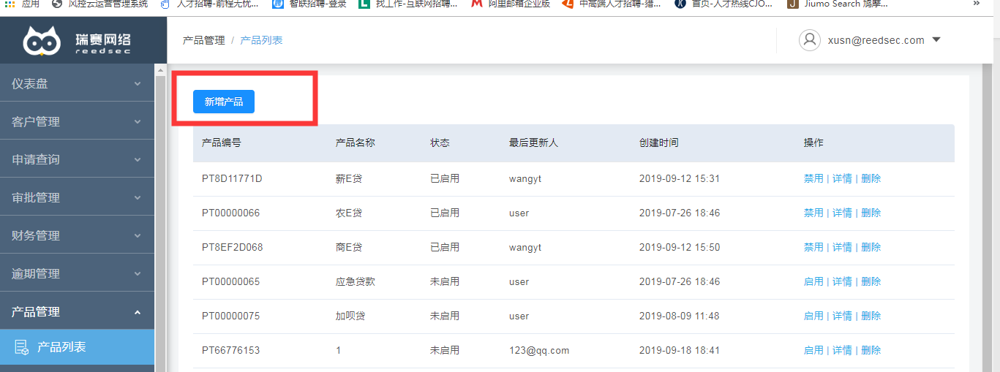 应用 风控云运营管理系统 人才招聘-前程无忧... 智联招聘-登录 找工作-互联网招聘... 阿里邮箱企业版 中高端人才招聘-猎... 首页-人才热线CJO... Jiumo Search 鸠摩... »
瑞赛网络
reedsec
产品管理 / 产品列表
xusn@reedsec.com
仪表盘
客户管理
申请查询
审批管理
财务管理
逾期管理
产品管理
产品列表
新增产品
产品编号 产品名称 状态 最后更新人 创建时间 操作
PT8D11771D 薪E贷 已启用 wangyt 2019-09-12 15:31 禁用 | 详情 | 删除
PT00000066 农E贷 已启用 user 2019-07-26 18:46 禁用 | 详情 | 删除
PT8EF2D068 商E贷 已启用 wangyt 2019-09-12 15:50 禁用 | 详情 | 删除
PT00000065 应急贷款 未启用 user 2019-07-26 18:46 启用 | 详情 | 删除
PT00000075 加呗贷 未启用 user 2019-08-09 11:48 启用 | 详情 | 删除
PT66776153 1 未启用 123@qq.com 2019-09-18 18:41 启用 | 详情 | 删除